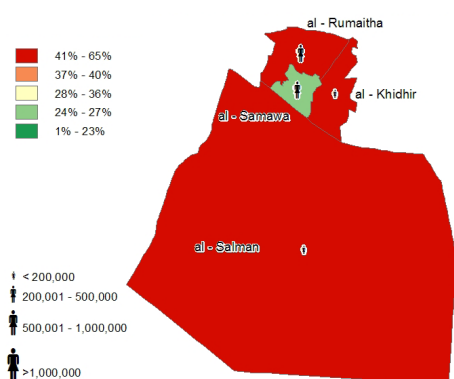 al - Rumaitha
41% - 65%
37% - 40%
28% - 36%
24% - 27%
1% - 23%
al - Khidhir
al - Samawa
al - Salman
< 200,000
200,001 - 500,000
500,001 - 1,000,000
>1,000,000